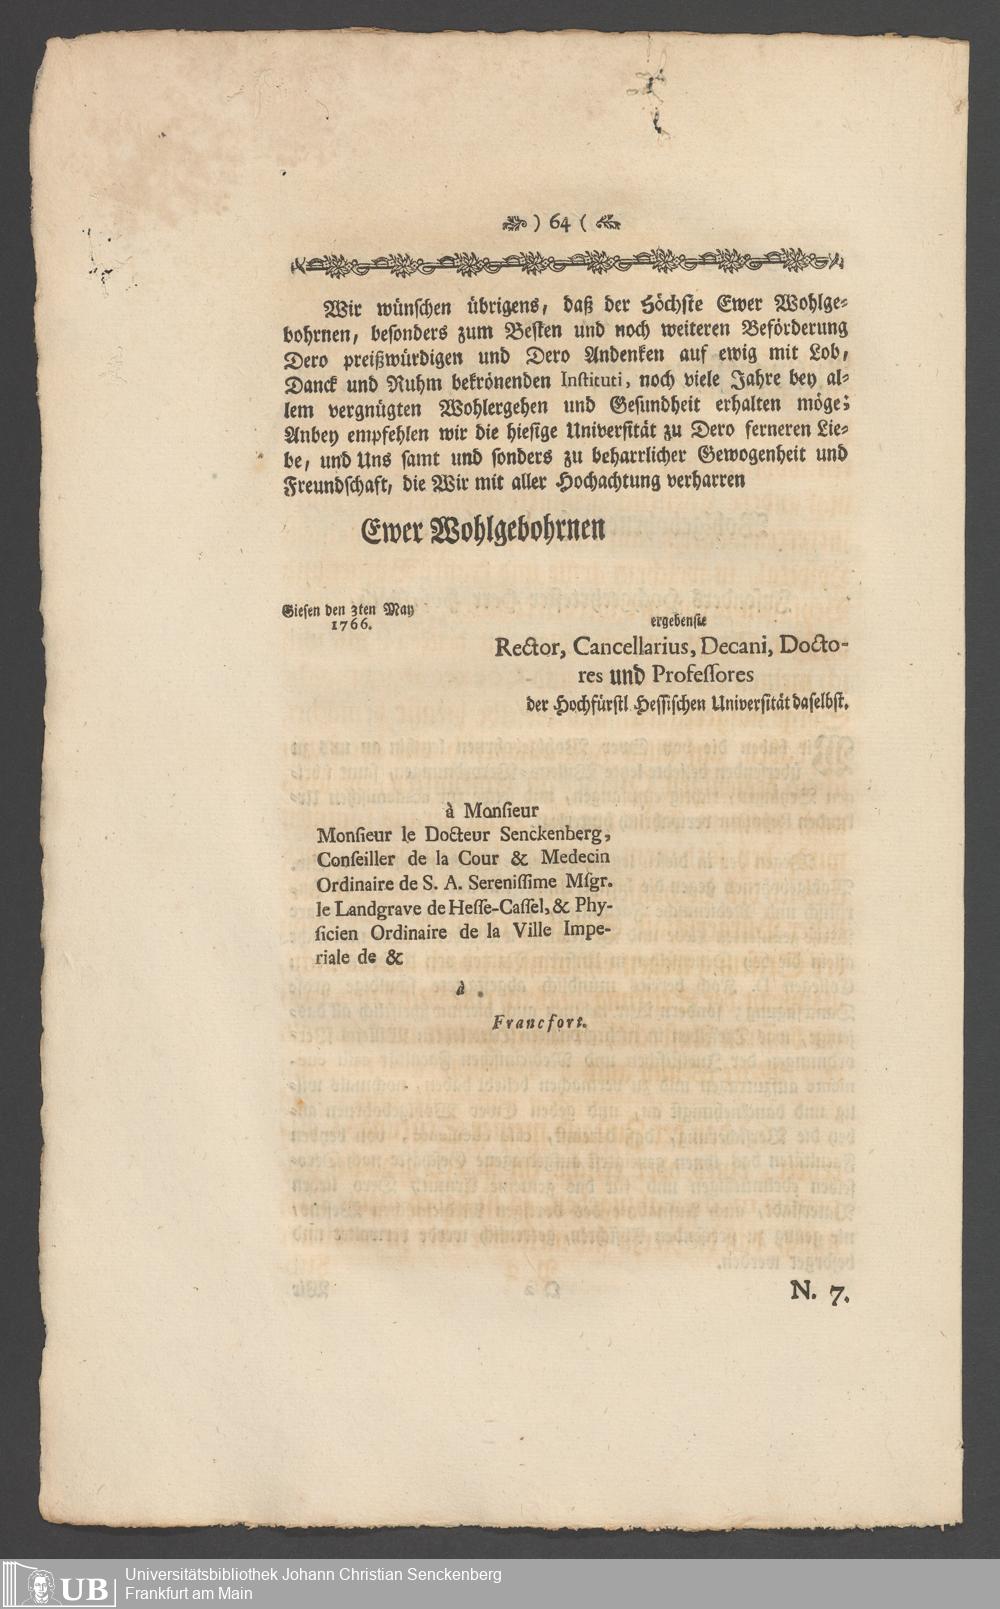 ) 64 (
Wir wünschen übrigens, daß der Höchste Ewer Wohlge-
bohrnen, besonders zum Besten und noch weiteren Beförderung
Dero preißwürdigen und Dero Andenken auf ewig mit Lob,
Danck und Ruhm bekrönenden Instituti, noch viele Jahre bey al-
lem vergnügten Wohlergehen und Gesundheit erhalten möge;
Anbey empfehlen wir die hiesige Universität zu Dero ferneren Lie-
be, und Uns samt und sonders zu beharrlicher Gewogenheit und
Freundschaft, die Wir mit aller Hochachtung verharren
Ewer Wohlgebohrnen
Giesen den 3ten May
1766.
ergebenste
Rector, Cancellarius, Decani, Docto-
res und Professores
der Hochfürstl Hessischen Universität daselbst.
à Monsieur
Monsieur le Docteur Senckenberg,
Conseiller de la Cour & Medecin
Ordinaire de S. A. Serenissime Msgr.
le Landgrave de Hesse-Cassel, & Phy-
sicien Ordinaire de la Ville Impe-
riale de &
à
Francfort.
N. 7.
UB
Universitätsbibliothek Johann Christian Senckenberg
Frankfurt am Main